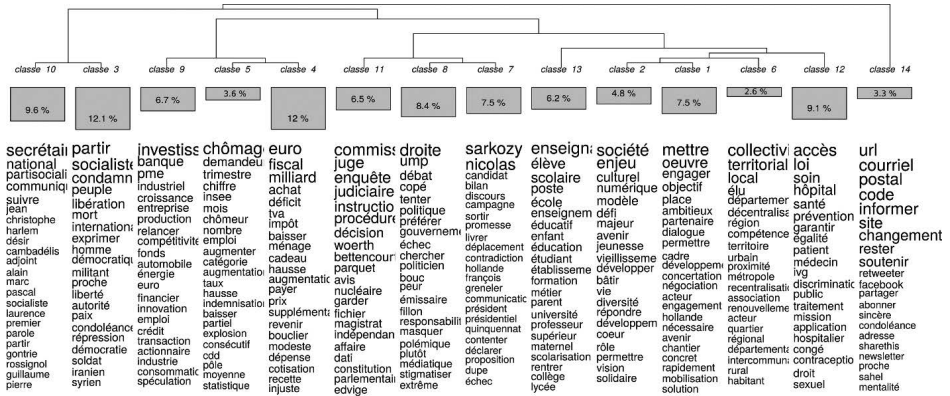 classe 10
9.6 %
secrétai
national
partisociali
communiq
suivre
jean
christophe
harlem
désir
cambadélis
adjoint
alain
marc
pascal
socialiste
laurence
premier
parole
partir
gontrie
rossignol
guillaume
pierre
classe 3
12.1 %
partir
socialiste
condamn
peuple
libération
mort
internationa
exprimer
homme
démocratiqu
militant
proche
liberté
autorité
paix
condoléance
répression
démocratie
soldat
iranien
syrien
classe 9
6.7 %
investiss
banque
pme
industriel
croissance
entreprise
production
relancer
compétitivité
fonds
automobile
énergie
euro
financier
innovation
emploi
crédit
transaction
actionnaire
industrie
consommatio
spéculation
classe 5
3.6 %
chômag
demandeu
trimestre
chiffre
insee
mois
chômeur
nombre
emploi
augmenter
catégorie
augmentatio
taux
hausse
indemnisatio
baisser
partiel
explosion
consécutif
cdd
pôle
moyenne
statistique
classe 4
12 %
euro
fiscal
milliard
achat
déficit
tva
impôt
baisser
ménage
cadeau
hausse
augmentatio
payer
prix
supplémenta
revenir
bouclier
modeste
dépense
cotisation
recette
injuste
classe 11
6.5 %
commiss
juge
enquête
judiciaire
instructio
procédur
décision
woerth
bettencour
parquet
avis
nucléaire
garder
fichier
magistrat
indépendan
affaire
dati
constitution
parlementai
edvige
classe 8
8.4 %
droite
ump
débat
copé
tenter
politique
préférer
gouverneme
échec
chercher
politicien
bouc
peur
émissaire
fillon
responsabilit
masquer
polémique
plutôt
médiatique
stigmatiser
extrême
classe 7
7.5 %
sarkozy
nicolas
candidat
bilan
discours
campagne
sortir
promesse
livrer
déplacement
contradiction
hollande
françois
greneler
communicatio
président
présidentiel
quinquennat
contenter
déclarer
proposition
dupe
échec
classe 13
6.2 %
enseigna
élève
scolaire
poste
école
enseignem
éducatif
enfant
éducation
étudiant
établisseme
formation
métier
parent
université
professeur
supérieur
maternel
scolarisation
rentrer
collège
lycée
classe 2
4.8 %
société
enjeu
culturel
numérique
modèle
défi
majeur
avenir
jeunesse
vieillisseme
développer
bâtir
vie
diversité
répondre
développem
coeur
rôle
permettre
vision
solidaire
classe 1
7.5 %
mettre
oeuvre
engager
objectif
place
ambitieux
partenaire
dialogue
permettre
cadre
développeme
concertation
négociation
acteur
engagement
hollande
nécessaire
avenir
chantier
concret
rapidement
mobilisation
solution
classe 6
2.6 %
collectivi
territorial
local
élu
départemen
décentralisa
région
compétence
territoire
urbain
proximité
métropole
recentralisati
association
renouvelleme
acteur
quartier
régional
départementa
intercommuna
rural
habitant
classe 12
9.1 %
accès
loi
soin
hôpital
santé
prévention
garantir
égalité
patient
médecin
ivg
discriminatio
public
traitement
mission
application
hospitalier
congé
contraceptio
droit
sexuel
classe 14
3.3 %
url
courriel
postal
code
informer
site
changement
rester
soutenir
retweeter
facebook
partager
abonner
sincère
condoléance
adresse
sharethis
newsletter
proche
sahel
mentalité